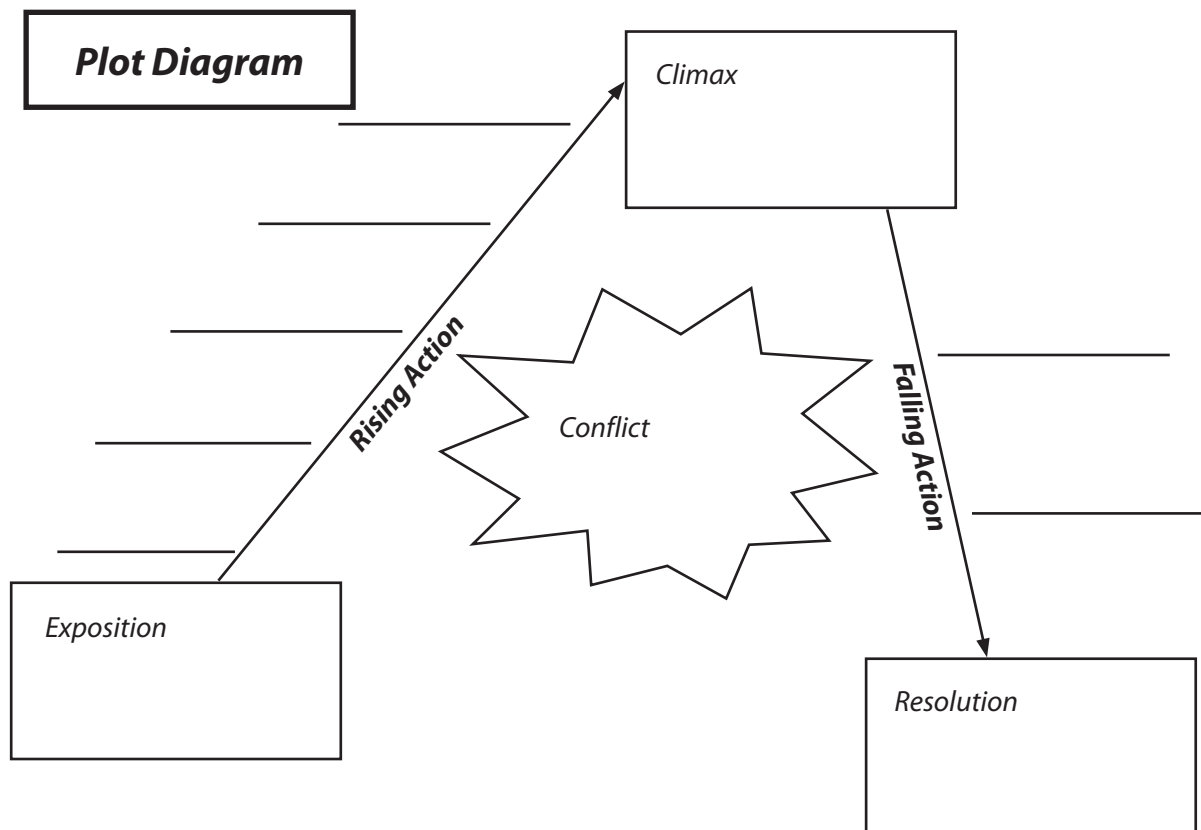 Plot Diagram
Climax
Rising Action
Conflict
Falling Action
Exposition
Resolution